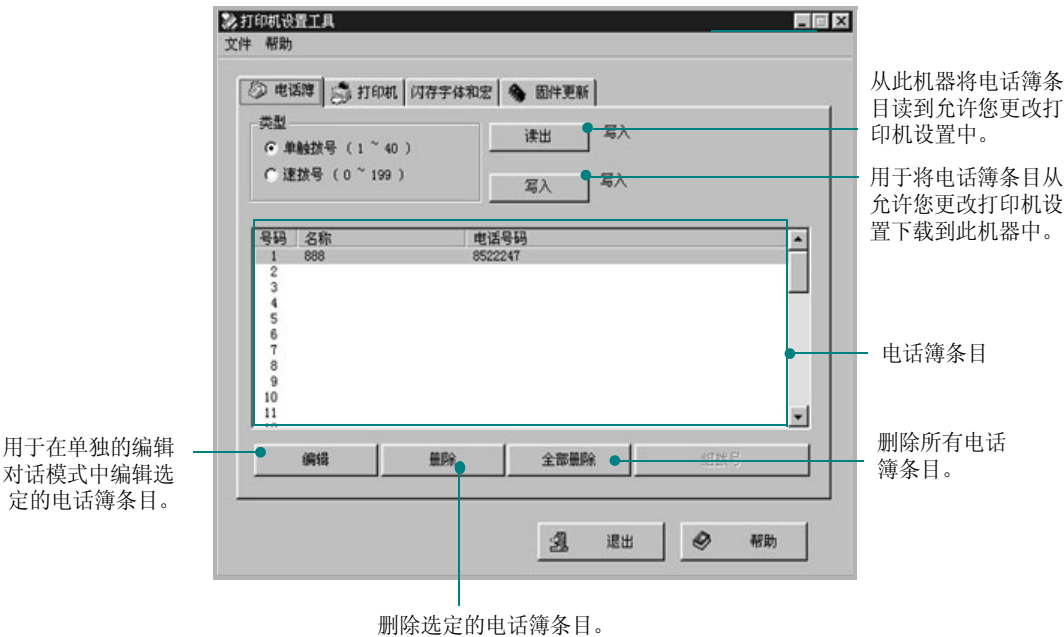 打印机设置工具
文件 帮助
电话簿 打印机 闪存字体和宏 固件更新
类型
单触拨号 ( 1 ~ 40 )
速拨号 ( 0 ~ 199 )
读出
写入
写入
写入
号码 名称 电话号码
1 888 8522247
2
3
4
5
6
7
8
9
10
11
编辑 删除 全部删除 组拨号
退出 帮助
从此机器将电话簿条
目读到允许您更改打
印机设置中。
用于将电话簿条目从
允许您更改打印机设
置下载到此机器中。
电话簿条目
删除所有电话
簿条目。
用于在单独的编辑
对话模式中编辑选
定的电话簿条目。
删除选定的电话簿条目。